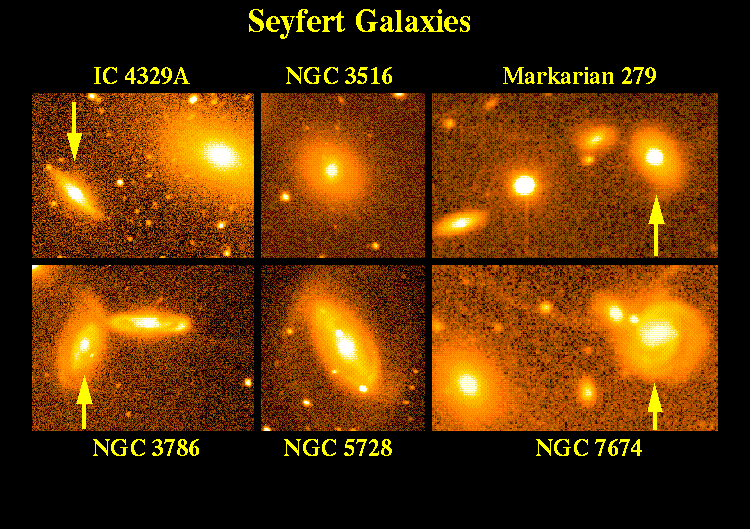 Seyfert Galaxies
IC 4329A
NGC 3516
Markarian 279
NGC 3786
NGC 5728
NGC 7674